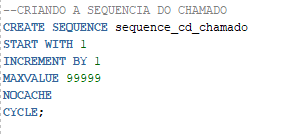 --CRIANDO A SEQUENCIA DO CHAMADO
CREATE SEQUENCE sequence_cd_chamado
START WITH 1
INCREMENT BY 1
MAXVALUE 99999
NOCACHE
CYCLE;